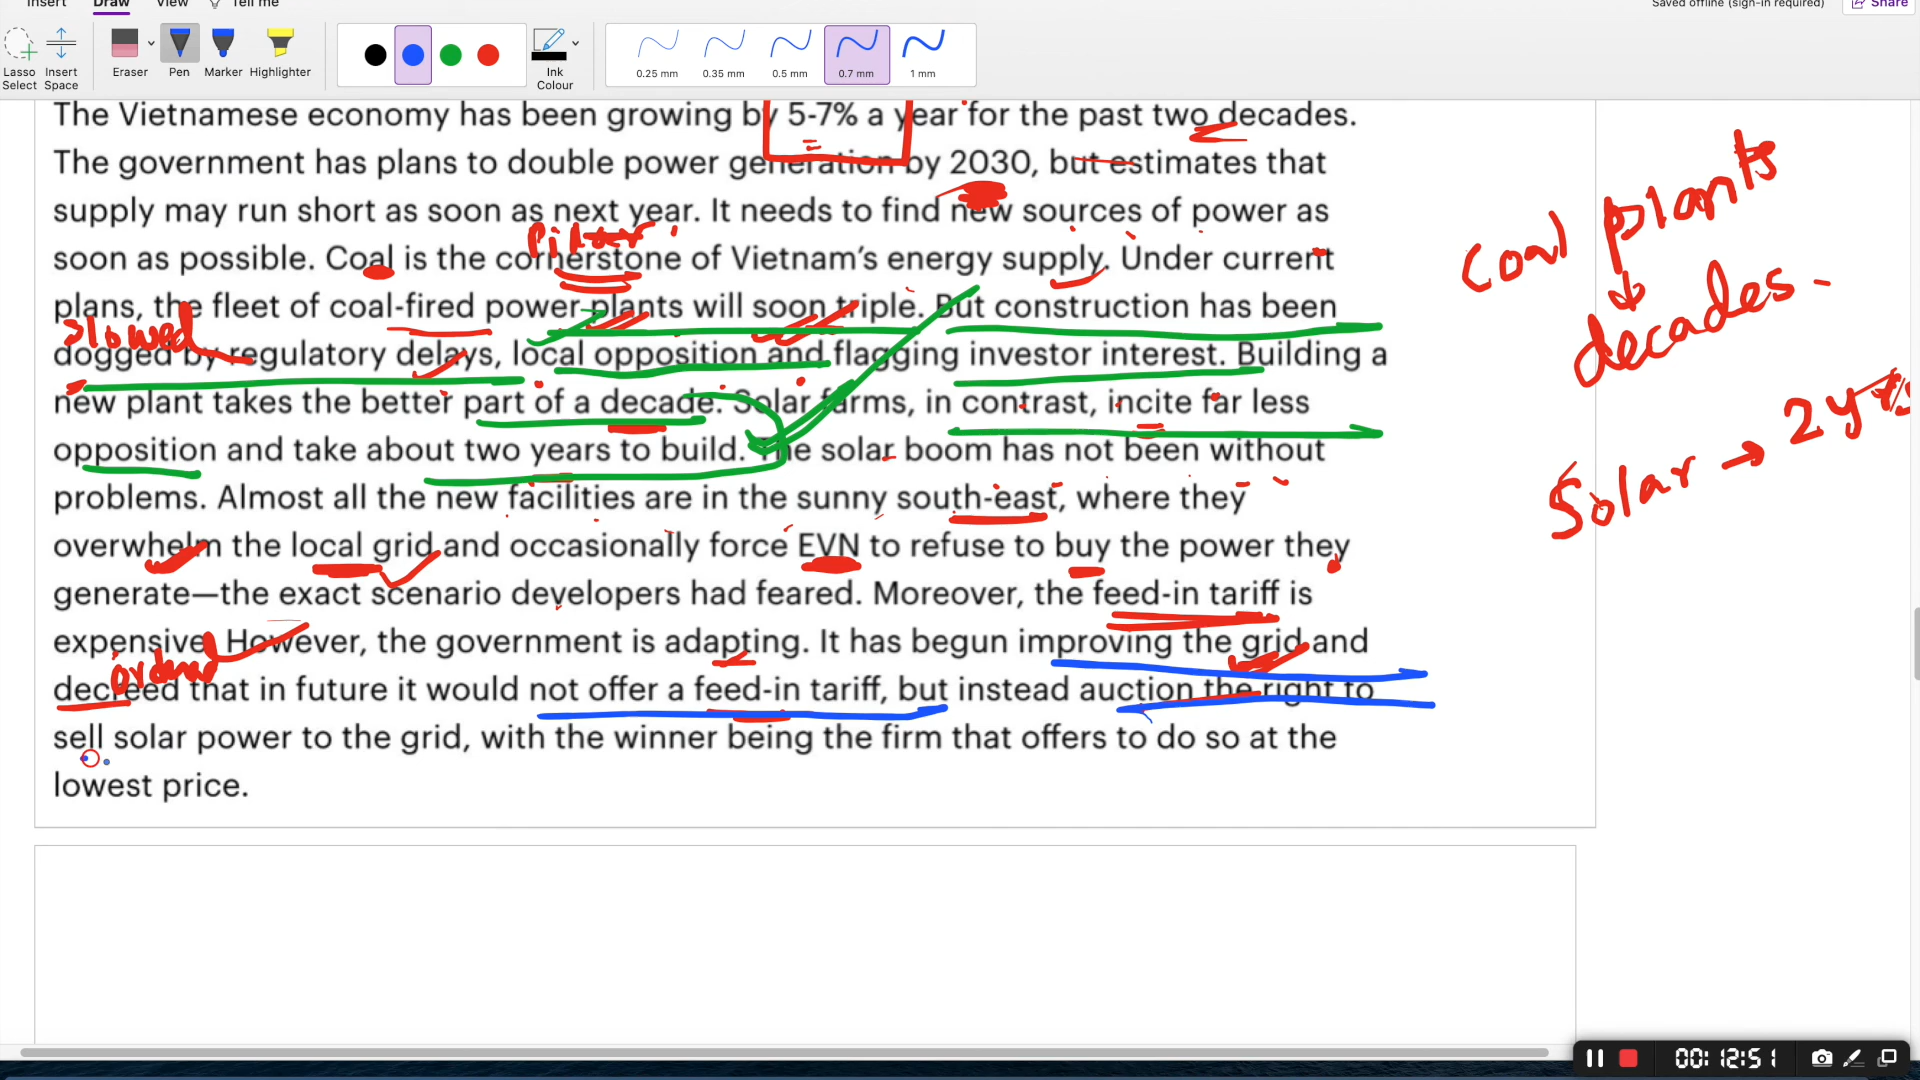 Insert Draw View Tell me Saved offline (sign-in required) Share
Lasso Select Insert Space Eraser Pen Marker Highlighter Ink Colour 0.25 mm 0.35 mm 0.5 mm 0.7 mm 1 mm
The Vietnamese economy has been growing by 5-7% a year for the past two decades.
The government has plans to double power generation by 2030, but estimates that
supply may run short as soon as next year. It needs to find new sources of power as
Pillar
soon as possible. Coal is the cornerstone of Vietnam's energy supply. Under current
plans, the fleet of coal-fired power plants will soon triple. But construction has been
slowed
dogged by regulatory delays, local opposition and flagging investor interest. Building a
new plant takes the better part of a decade. Solar farms, in contrast, incite far less
opposition and take about two years to build. The solar boom has not been without
problems. Almost all the new facilities are in the sunny south-east, where they
overwhelm the local grid and occasionally force EVN to refuse to buy the power they
generate—the exact scenario developers had feared. Moreover, the feed-in tariff is
expensive. However, the government is adapting. It has begun improving the grid and
ordered
decreed that in future it would not offer a feed-in tariff, but instead auction the right to
sell solar power to the grid, with the winner being the firm that offers to do so at the
lowest price.
coal plants
decades
Solar → 2 yrs
00:12:51